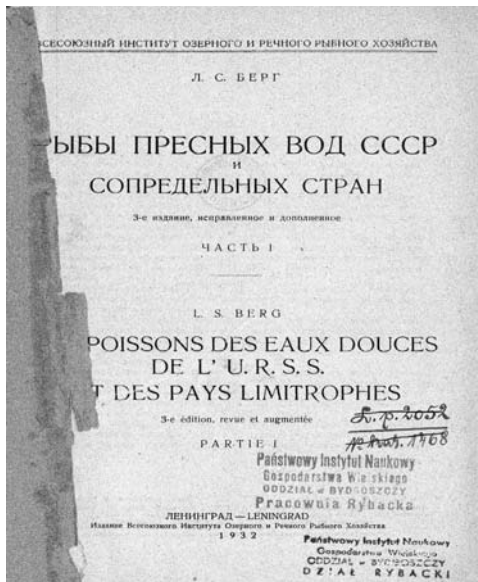 ВСЕСОЮЗНЫЙ ИНСТИТУТ ОЗЕРНОГО И РЕЧНОГО РЫБНОГО ХОЗЯЙСТВА
Л. С. БЕРГ
РЫБЫ ПРЕСНЫХ ВОД СССР
И
СОПРЕДЕЛЬНЫХ СТРАН
3-е издание, исправленное и дополненное
ЧАСТЬ I
L. S. BERG
POISSONS DES EAUX DOUCES
DE L' U. R. S. S.
T DES PAYS LIMITROPHES
3-e édition, revue et augmentée
PARTIE I
L. p. 2052
1468
Państwowy Instytut Naukowy
Gospodarstwa Wiejskiego
ODDZIAŁ w BYDGOSZCZY
Pracownia Rybacka
ЛЕНИНГРАД—LENINGRAD
Издание Всесоюзного Института Озерного и Речного Рыбного Хозяйства
1932
Państwowy Instytut Naukowy
Gospodarstwa Wiejskiego
ODDZIAŁ w BYDGOSZCZY
DZIAŁ RYBACKI